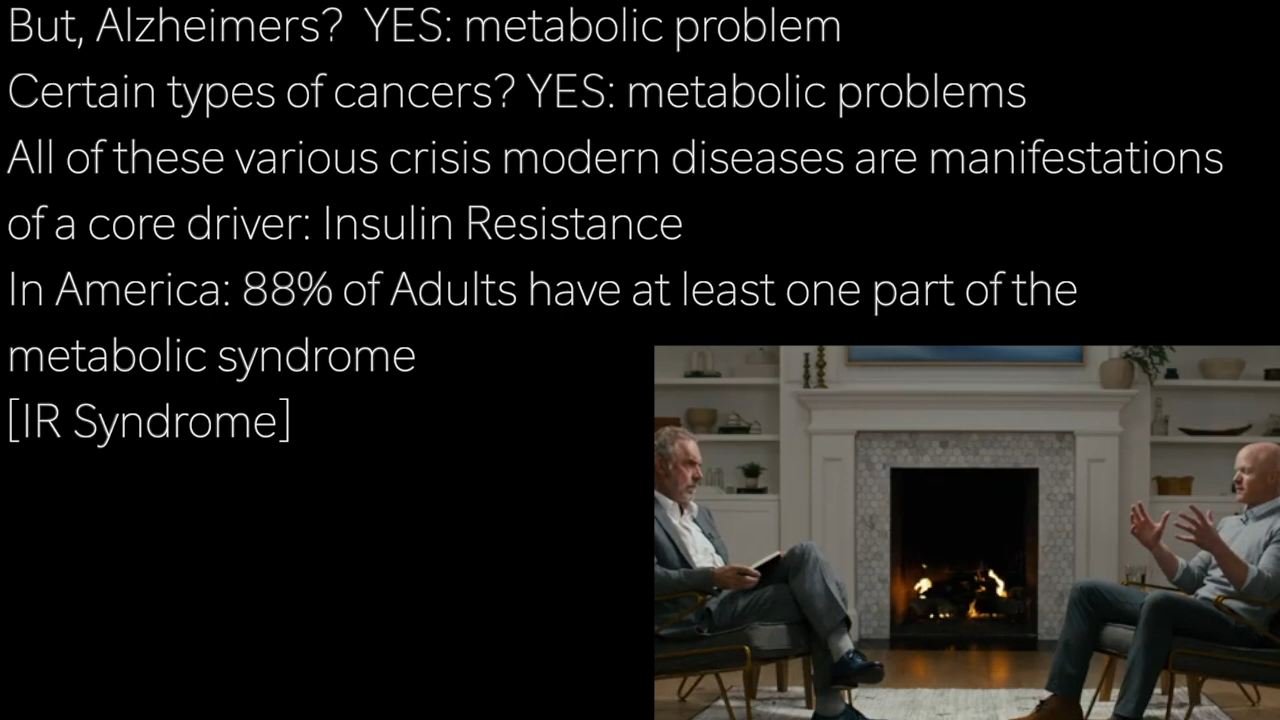 But, Alzheimers?  YES: metabolic problem
Certain types of cancers? YES: metabolic problems
All of these various crisis modern diseases are manifestations
of a core driver: Insulin Resistance
In America: 88% of Adults have at least one part of the
metabolic syndrome
[IR Syndrome]